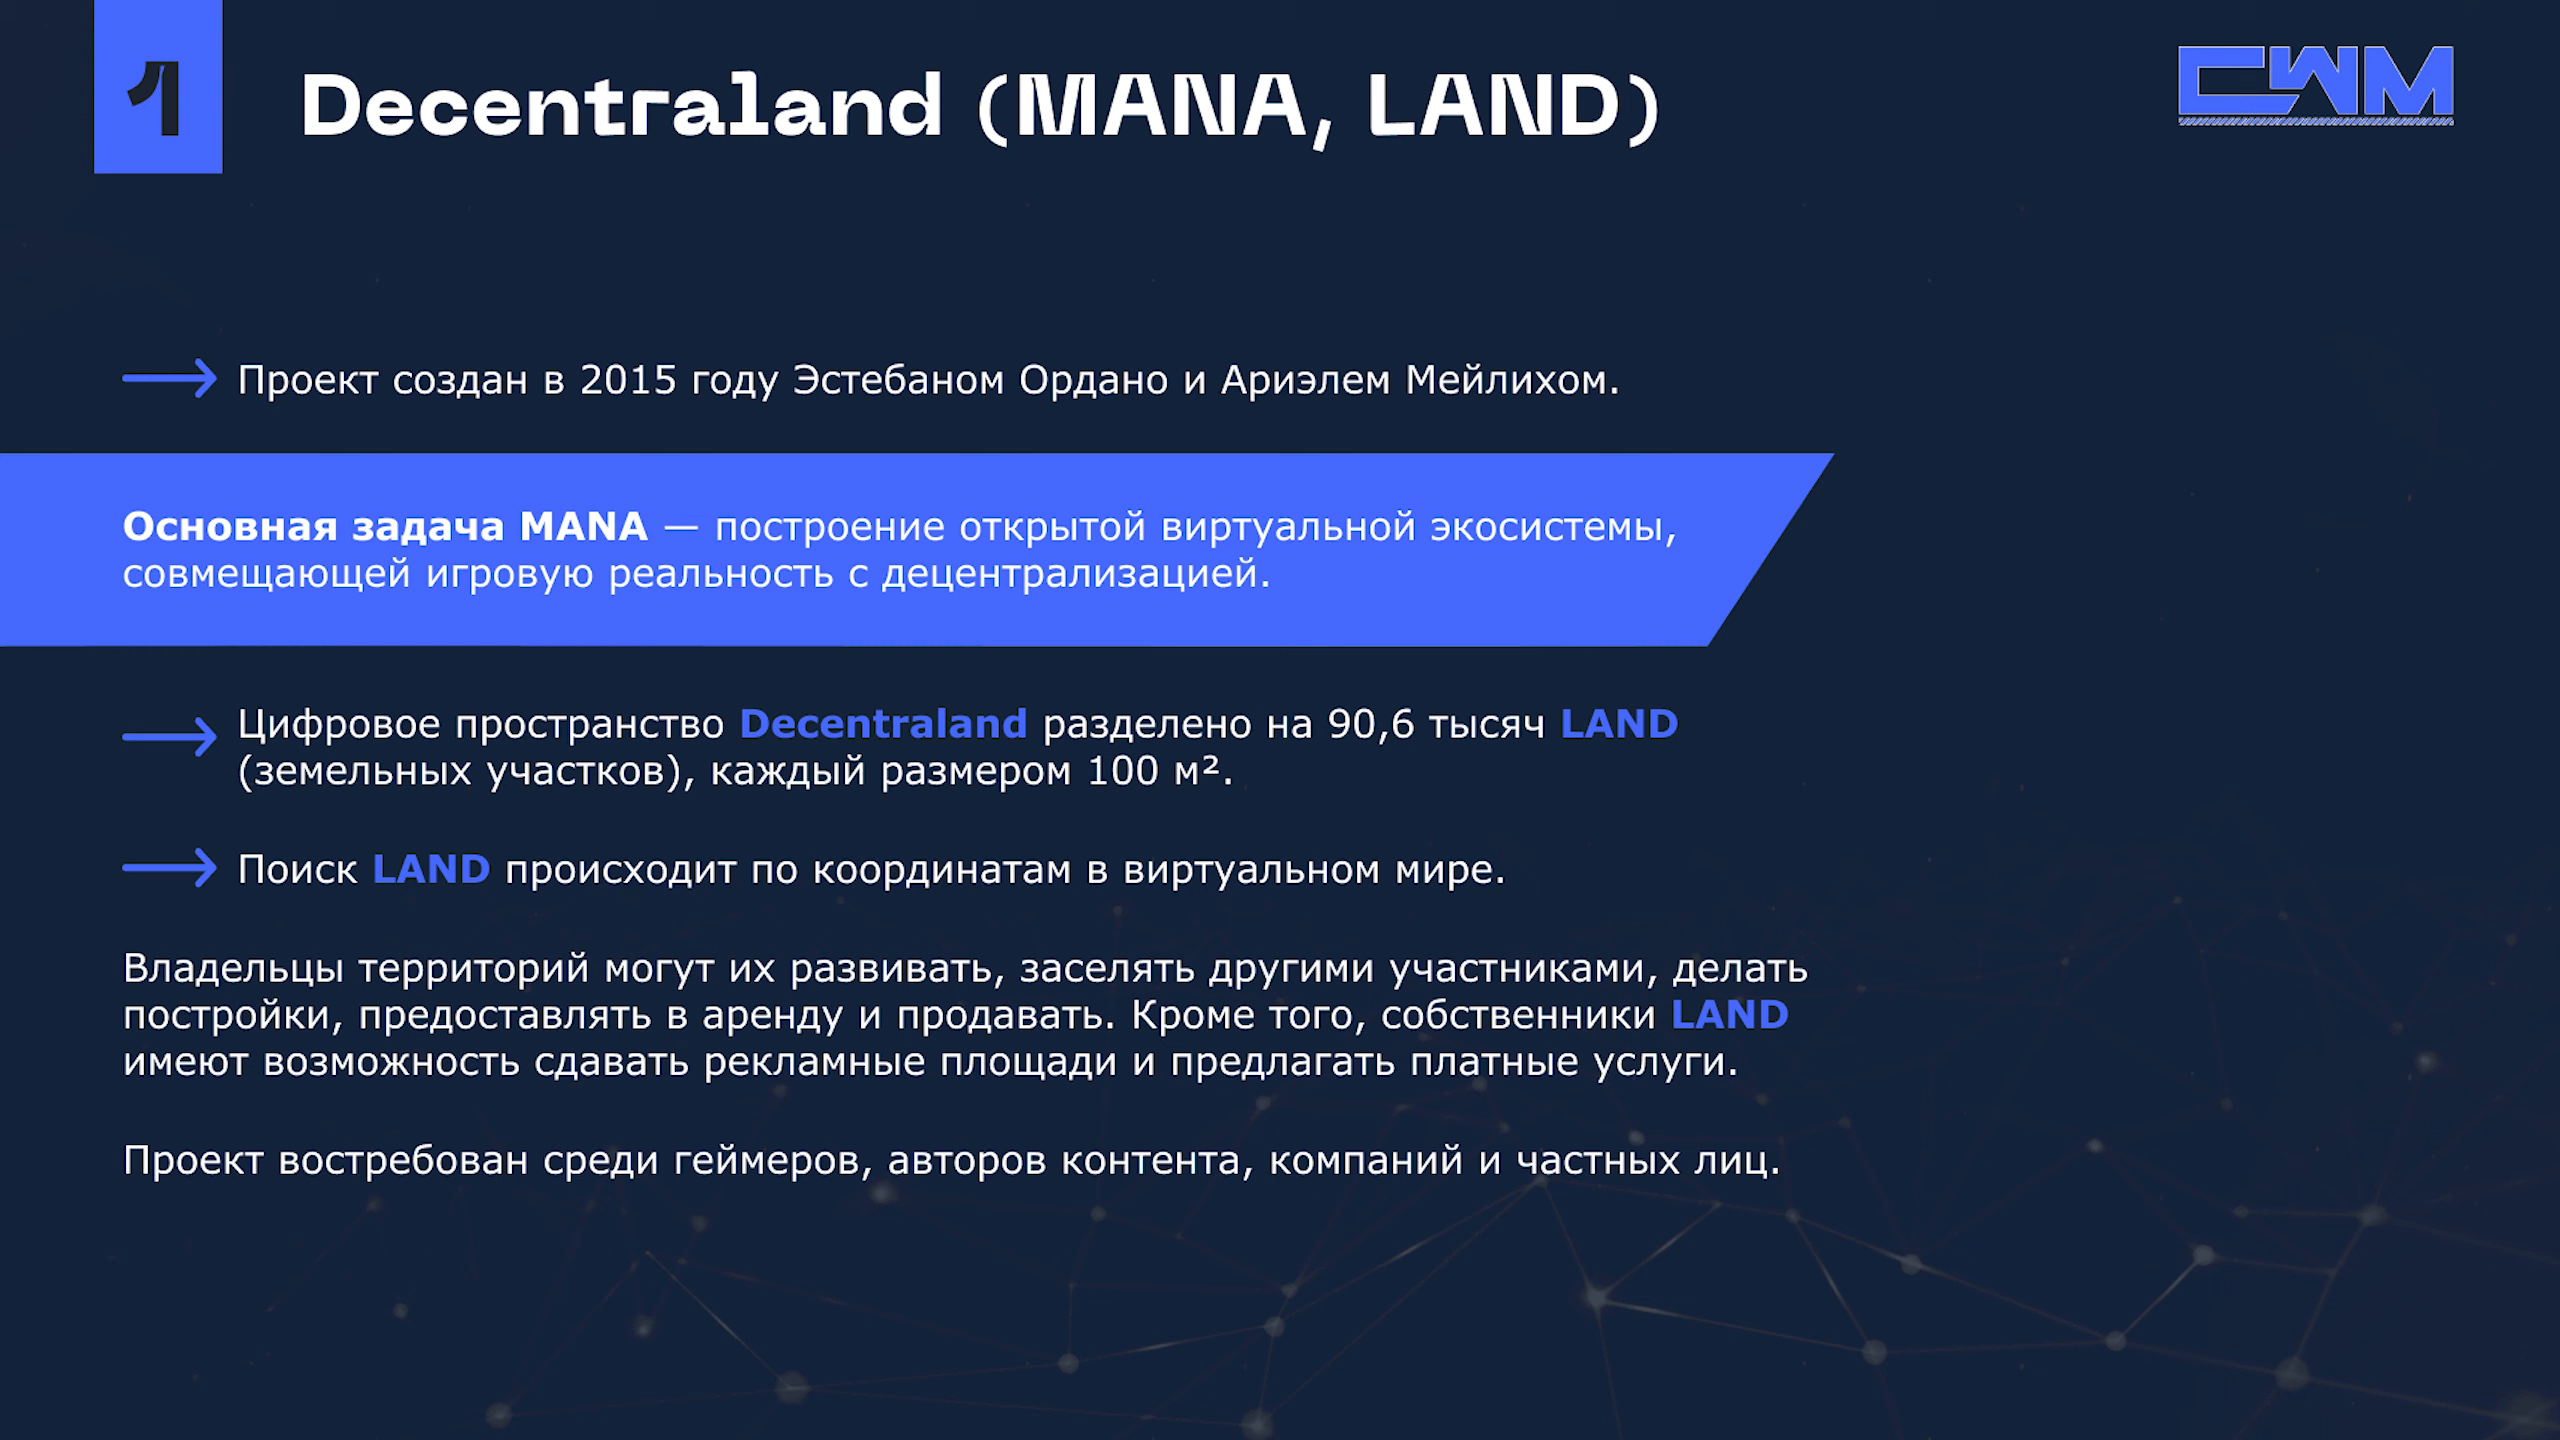 1
Decentraland (MANA, LAND)
CWM
Проект создан в 2015 году Эстебаном Ордано и Ариэлем Мейлихом.
Основная задача MANA — построение открытой виртуальной экосистемы,
совмещающей игровую реальность с децентрализацией.
Цифровое пространство Decentraland разделено на 90,6 тысяч LAND
(земельных участков), каждый размером 100 м².
Поиск LAND происходит по координатам в виртуальном мире.
Владельцы территорий могут их развивать, заселять другими участниками, делать
постройки, предоставлять в аренду и продавать. Кроме того, собственники LAND
имеют возможность сдавать рекламные площади и предлагать платные услуги.
Проект востребован среди геймеров, авторов контента, компаний и частных лиц.